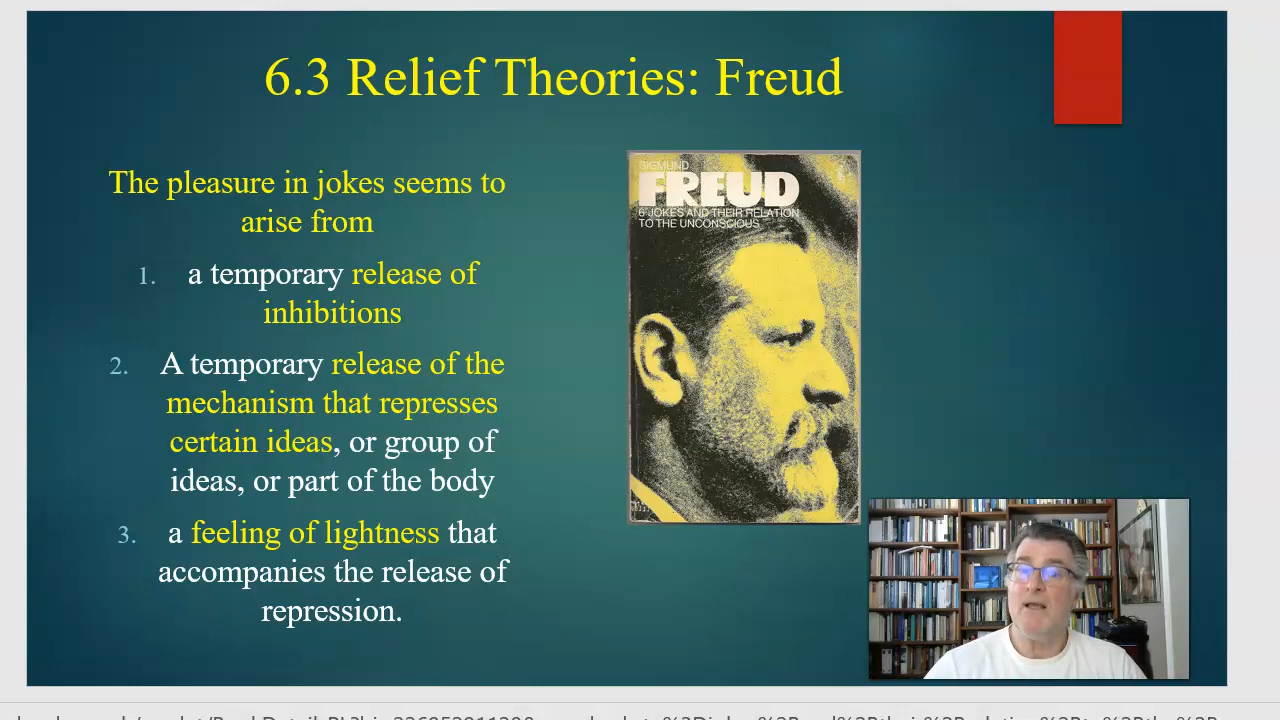 6.3 Relief Theories: Freud
The pleasure in jokes seems to
arise from
1. a temporary release of
inhibitions
2. A temporary release of the
mechanism that represses
certain ideas, or group of
ideas, or part of the body
3. a feeling of lightness that
accompanies the release of
repression.
SIGMUND
FREUD
6 JOKES AND THEIR RELATION
TO THE UNCONSCIOUS